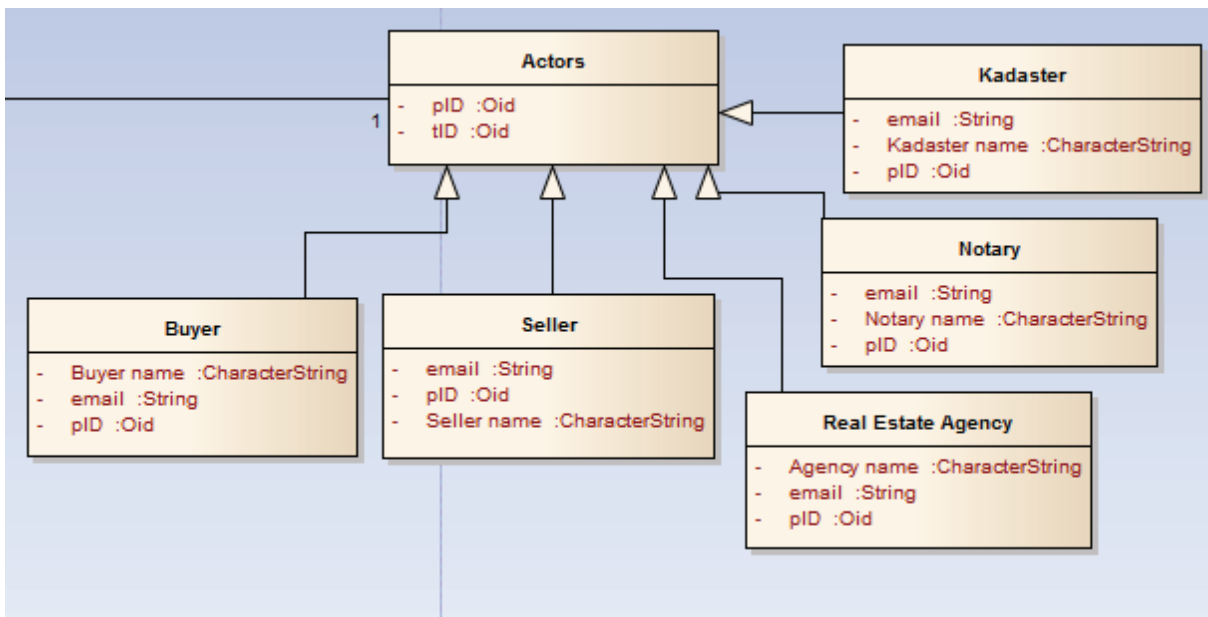 Actors
- pID :Oid
- tID :Oid
1
Kadaster
- email :String
- Kadaster name :CharacterString
- pID :Oid
Notary
- email :String
- Notary name :CharacterString
- pID :Oid
Buyer
- Buyer name :CharacterString
- email :String
- pID :Oid
Seller
- email :String
- pID :Oid
- Seller name :CharacterString
Real Estate Agency
- Agency name :CharacterString
- email :String
- pID :Oid